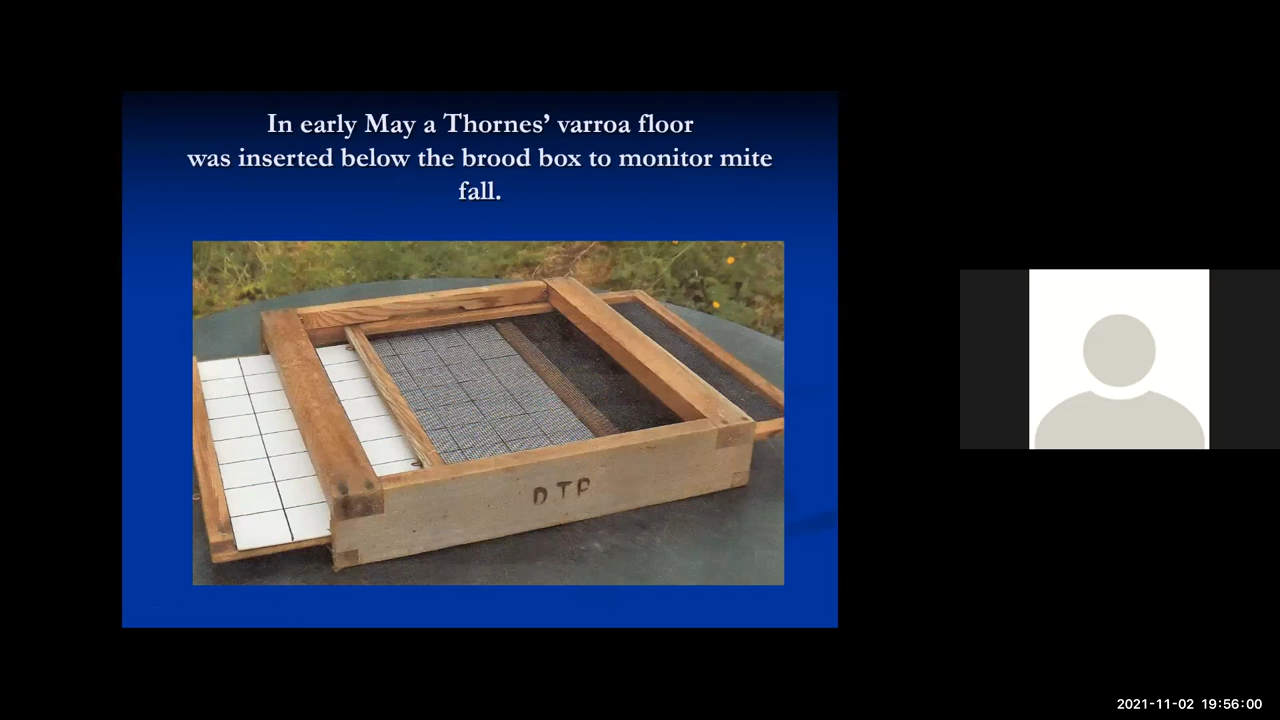 In early May a Thornes’ varroa floor
was inserted below the brood box to monitor mite
fall.
DTP
2021-11-02 19:56:00